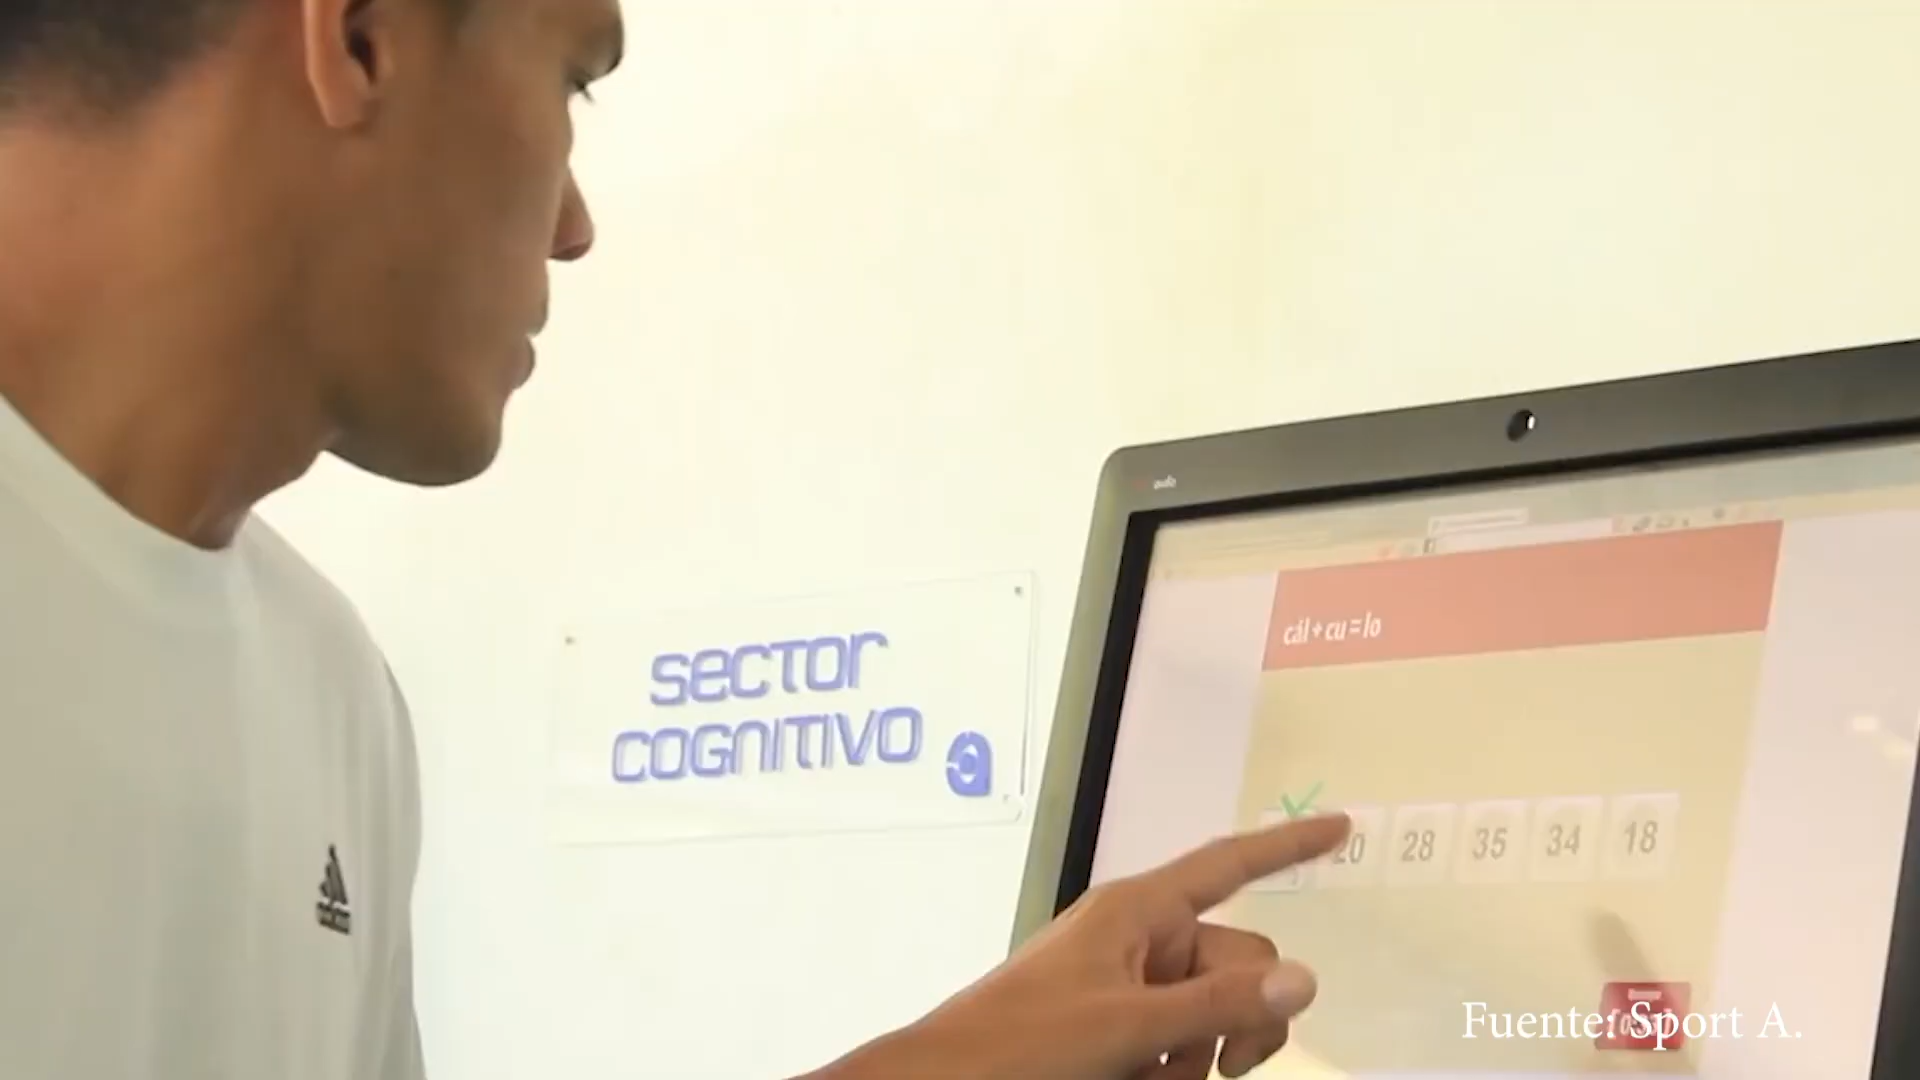 sector
COGNITIVO
cál + cu = lo
20 28 35 34 18
Fuente: Sport A.